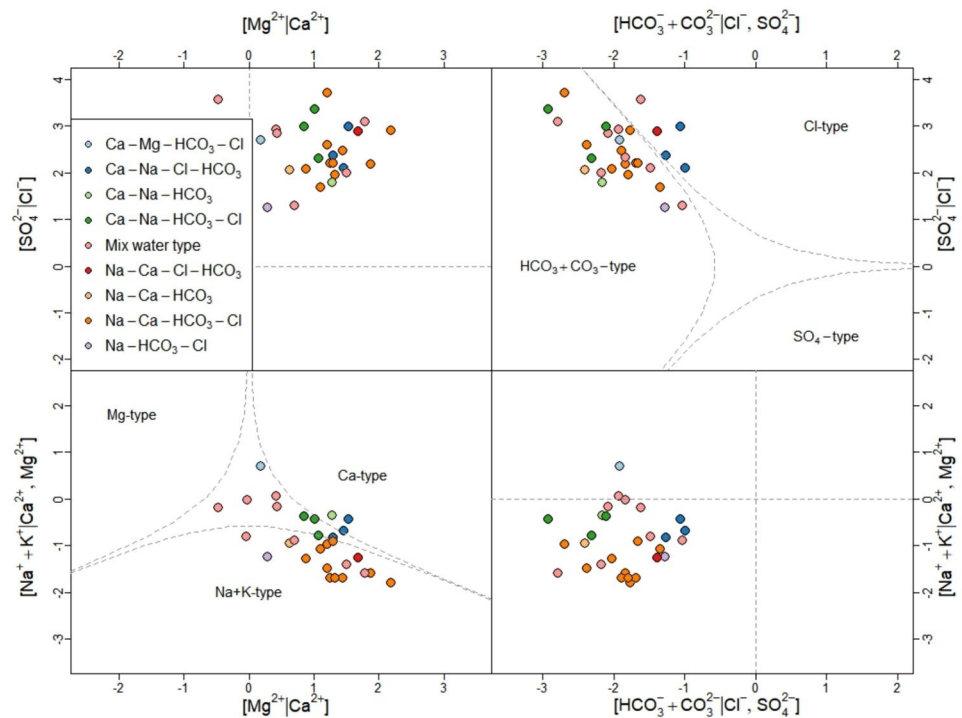 [Mg²⁺|Ca²⁺]
[HCO₃⁻ + CO₃²⁻|Cl⁻, SO₄²⁻]
-2 -1 0 1 2 3
-3 -2 -1 0 1 2
[SO₄²⁻|Cl⁻]
4
3
2
1
0
-1
-2
Ca – Mg – HCO₃ – Cl
Ca – Na – Cl – HCO₃
Ca – Na – HCO₃
Ca – Na – HCO₃ – Cl
Mix water type
Na – Ca – Cl – HCO₃
Na – Ca – HCO₃
Na – Ca – HCO₃ – Cl
Na – HCO₃ – Cl
Cl-type
HCO₃ + CO₃ – type
SO₄ – type
4
3
2
1
0
-1
-2
[SO₄²⁻|Cl⁻]
[Na⁺ + K⁺|Ca²⁺, Mg²⁺]
2
1
0
-1
-2
-3
Mg-type
Ca-type
Na+K-type
2
1
0
-1
-2
-3
[Na⁺ + K⁺|Ca²⁺, Mg²⁺]
-2 -1 0 1 2 3
-3 -2 -1 0 1 2
[Mg²⁺|Ca²⁺]
[HCO₃⁻ + CO₃²⁻|Cl⁻, SO₄²⁻]